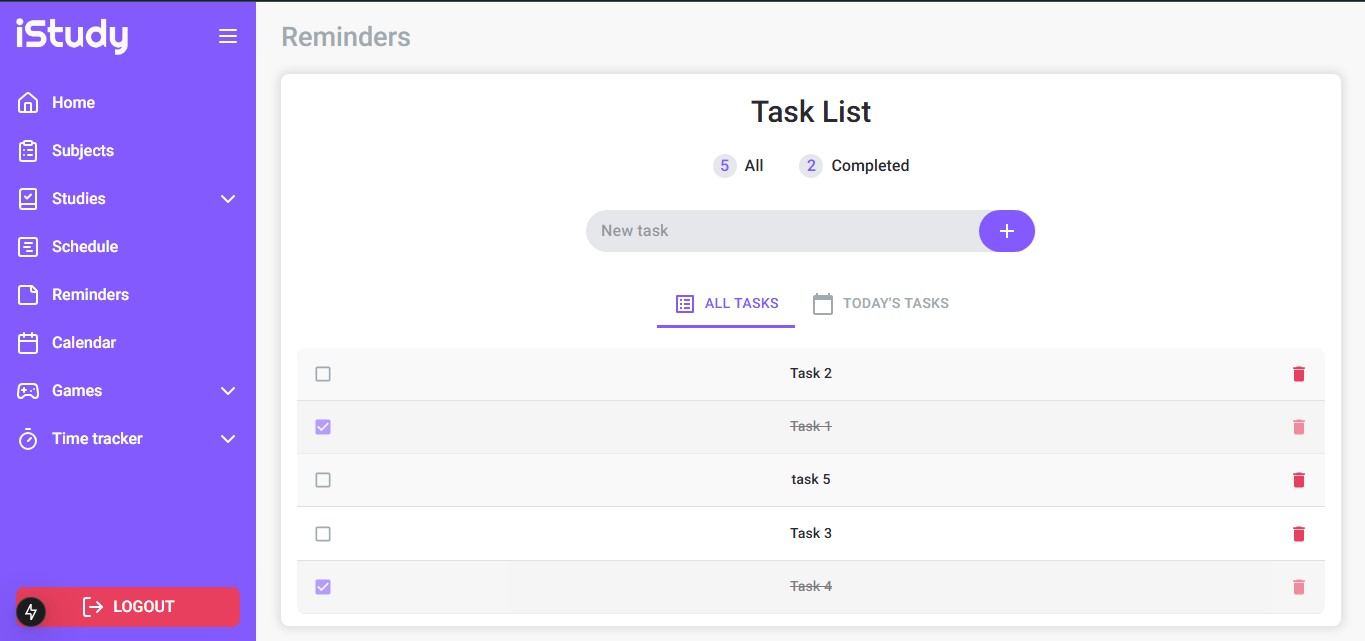 iStudy
Home
Subjects
Studies
Schedule
Reminders
Calendar
Games
Time tracker
LOGOUT
Reminders
Task List
5 All 2 Completed
New task
ALL TASKS TODAY'S TASKS
Task 2
Task 1
task 5
Task 3
Task 4